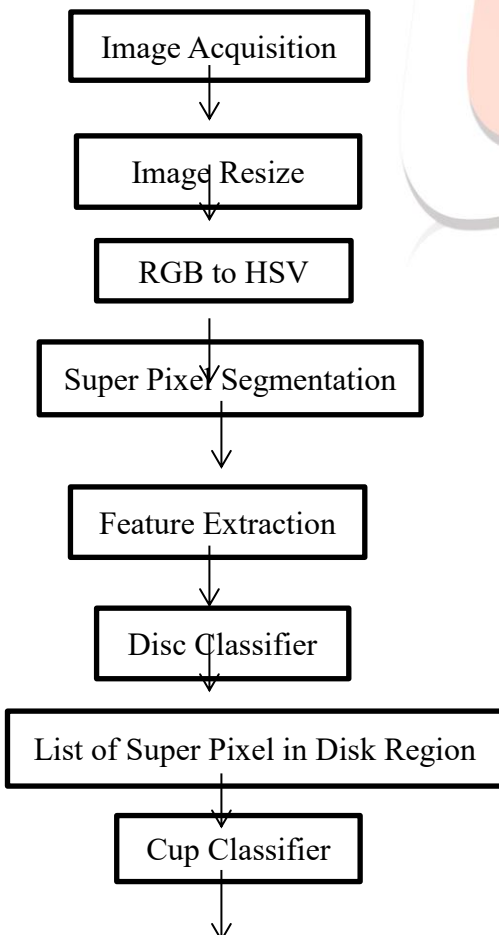 Image Acquisition
Image Resize
RGB to HSV
Super Pixel Segmentation
Feature Extraction
Disc Classifier
List of Super Pixel in Disk Region
Cup Classifier